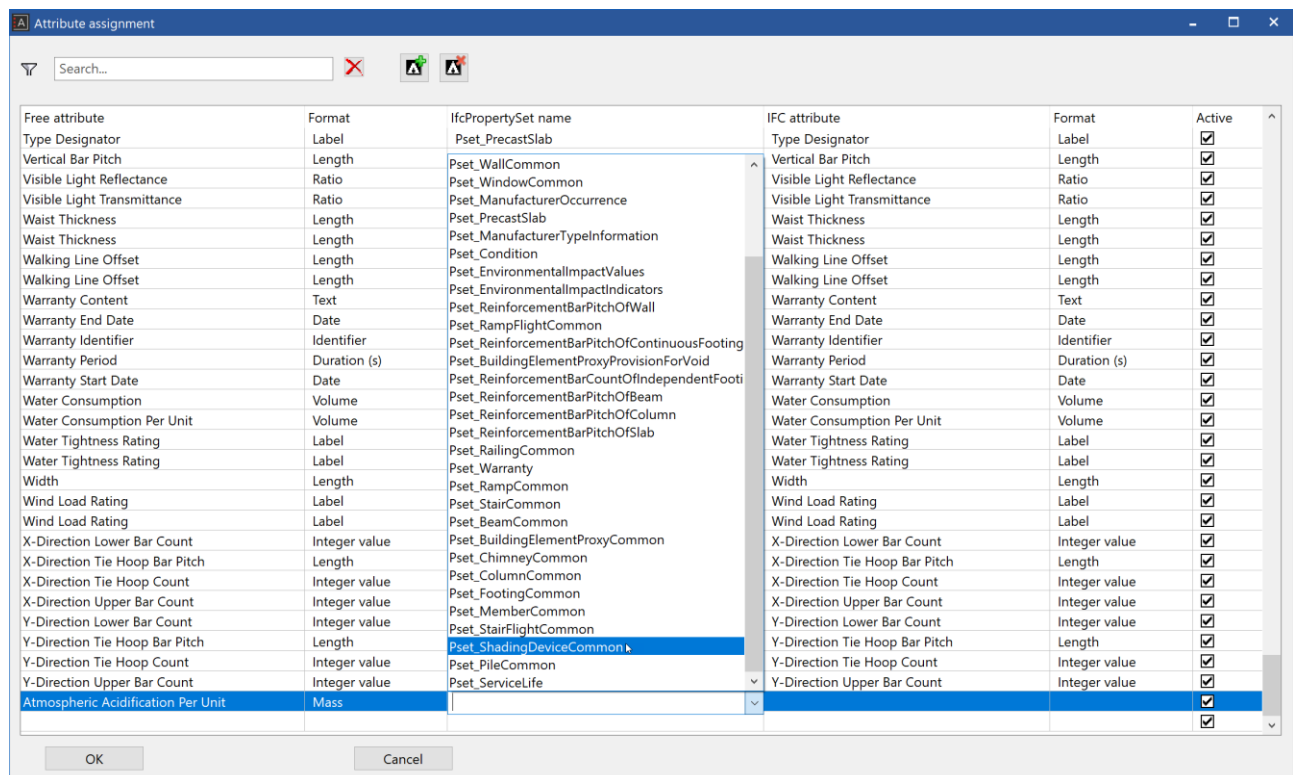 Attribute assignment
Search...
Free attribute Format IfcPropertySet name IFC attribute Format Active
Type Designator Label Pset_PrecastSlab Type Designator Label
Vertical Bar Pitch Length Pset_WallCommon Vertical Bar Pitch Length
Visible Light Reflectance Ratio Pset_WindowCommon Visible Light Reflectance Ratio
Visible Light Transmittance Ratio Pset_ManufacturerOccurrence Visible Light Transmittance Ratio
Waist Thickness Length Pset_PrecastSlab Waist Thickness Length
Waist Thickness Length Pset_ManufacturerTypeInformation Waist Thickness Length
Walking Line Offset Length Pset_Condition Walking Line Offset Length
Walking Line Offset Length Pset_EnvironmentalImpactValues Walking Line Offset Length
Pset_EnvironmentalImpactIndicators
Warranty Content Text Pset_ReinforcementBarPitchOfWall Warranty Content Text
Warranty End Date Date Pset_RampFlightCommon Warranty End Date Date
Warranty Identifier Identifier Pset_ReinforcementBarPitchOfContinuousFooting Warranty Identifier Identifier
Warranty Period Duration (s) Pset_BuildingElementProxyProvisionForVoid Warranty Period Duration (s)
Warranty Start Date Date Pset_ReinforcementBarCountOfIndependentFooti Warranty Start Date Date
Water Consumption Volume Pset_ReinforcementBarPitchOfBeam Water Consumption Volume
Water Consumption Per Unit Volume Pset_ReinforcementBarPitchOfColumn Water Consumption Per Unit Volume
Water Tightness Rating Label Pset_ReinforcementBarPitchOfSlab Water Tightness Rating Label
Water Tightness Rating Label Pset_RailingCommon Water Tightness Rating Label
Pset_Warranty
Width Length Pset_RampCommon Width Length
Wind Load Rating Label Pset_StairCommon Wind Load Rating Label
Wind Load Rating Label Pset_BeamCommon Wind Load Rating Label
X-Direction Lower Bar Count Integer value Pset_BuildingElementProxyCommon X-Direction Lower Bar Count Integer value
X-Direction Tie Hoop Bar Pitch Length Pset_ChimneyCommon X-Direction Tie Hoop Bar Pitch Length
X-Direction Tie Hoop Count Integer value Pset_ColumnCommon X-Direction Tie Hoop Count Integer value
X-Direction Upper Bar Count Integer value Pset_FootingCommon X-Direction Upper Bar Count Integer value
Y-Direction Lower Bar Count Integer value Pset_MemberCommon Y-Direction Lower Bar Count Integer value
Y-Direction Tie Hoop Bar Pitch Length Pset_StairFlightCommon Y-Direction Tie Hoop Bar Pitch Length
Pset_ShadingDeviceCommon
Y-Direction Tie Hoop Count Integer value Pset_PileCommon Y-Direction Tie Hoop Count Integer value
Y-Direction Upper Bar Count Integer value Pset_ServiceLife Y-Direction Upper Bar Count Integer value
Atmospheric Acidification Per Unit Mass
OK Cancel